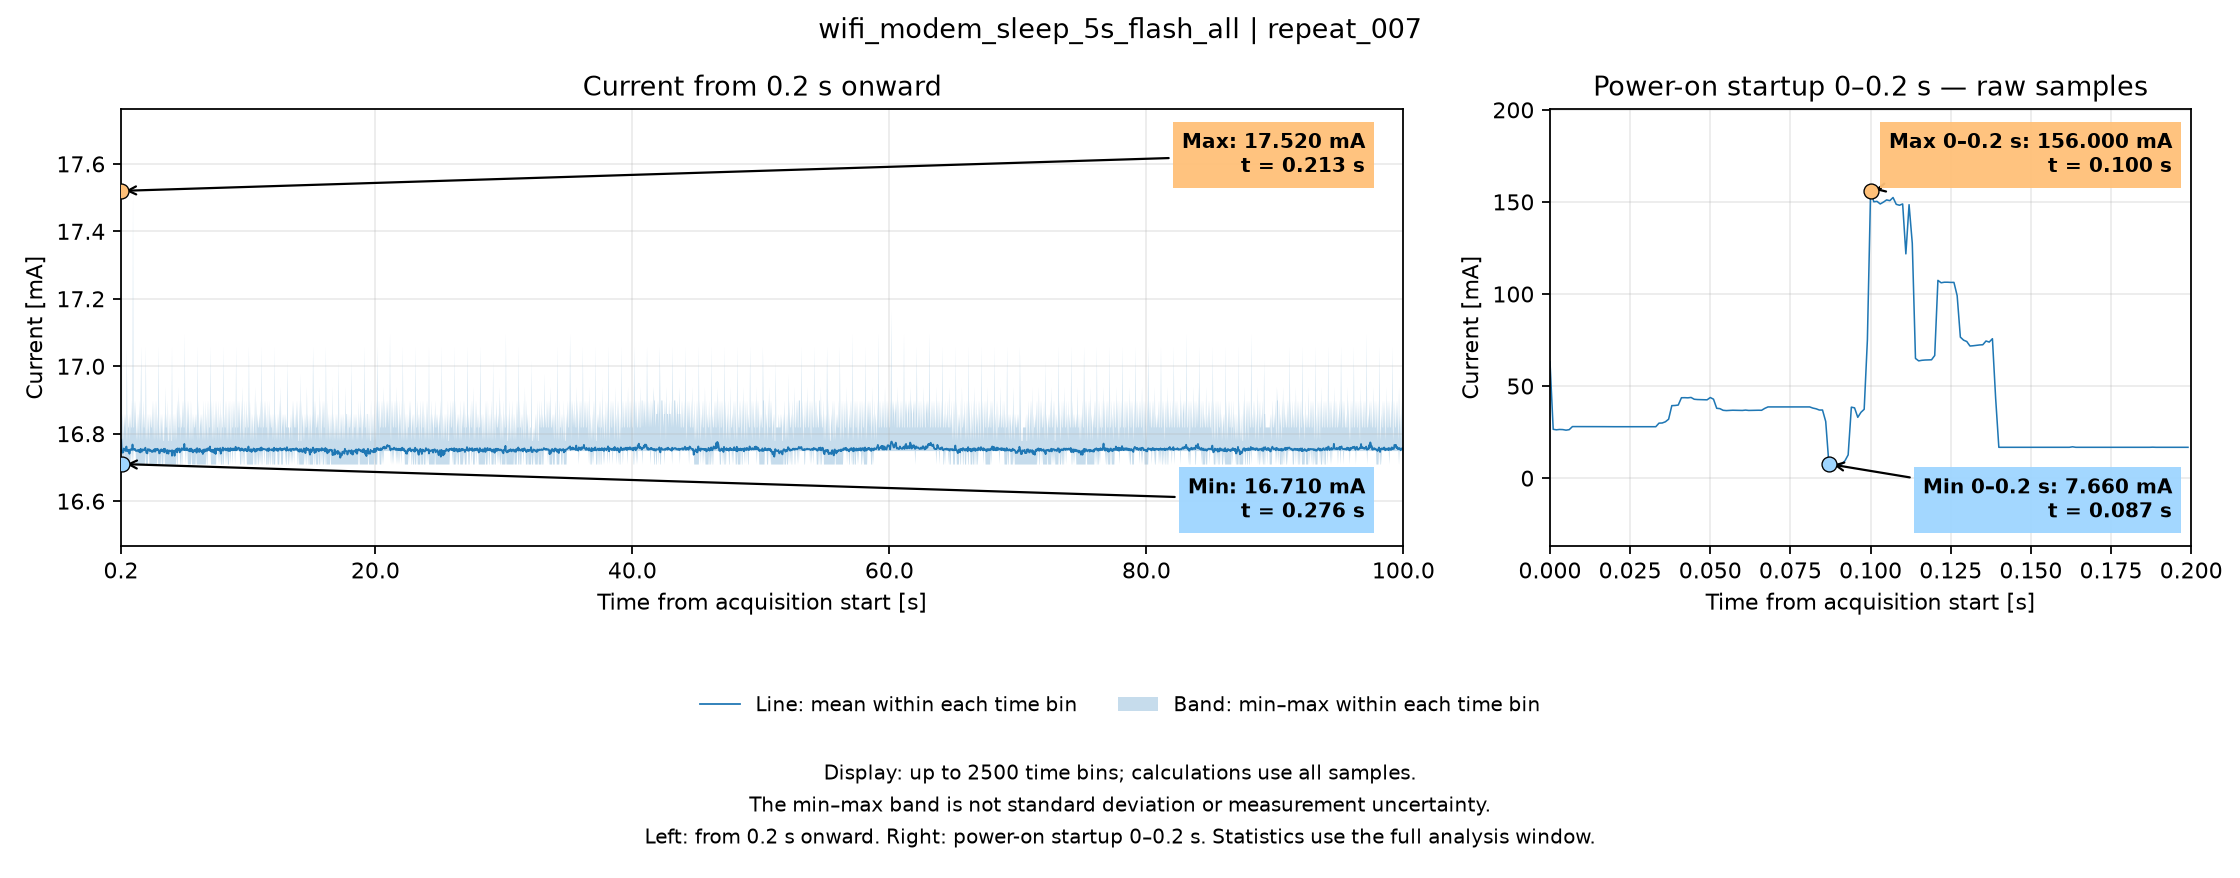 wifi_modem_sleep_5s_flash_all | repeat_007
Current from 0.2 s onward
Current [mA]
17.6
17.4
17.2
17.0
16.8
16.6
Max: 17.520 mA
t = 0.213 s
Min: 16.710 mA
t = 0.276 s
0.2 20.0 40.0 60.0 80.0 100.0
Time from acquisition start [s]
Power-on startup 0–0.2 s — raw samples
Current [mA]
200
150
100
50
0
Max 0–0.2 s: 156.000 mA
t = 0.100 s
Min 0–0.2 s: 7.660 mA
t = 0.087 s
0.000 0.025 0.050 0.075 0.100 0.125 0.150 0.175 0.200
Time from acquisition start [s]
Line: mean within each time bin
Band: min–max within each time bin
Display: up to 2500 time bins; calculations use all samples.
The min–max band is not standard deviation or measurement uncertainty.
Left: from 0.2 s onward. Right: power-on startup 0–0.2 s. Statistics use the full analysis window.